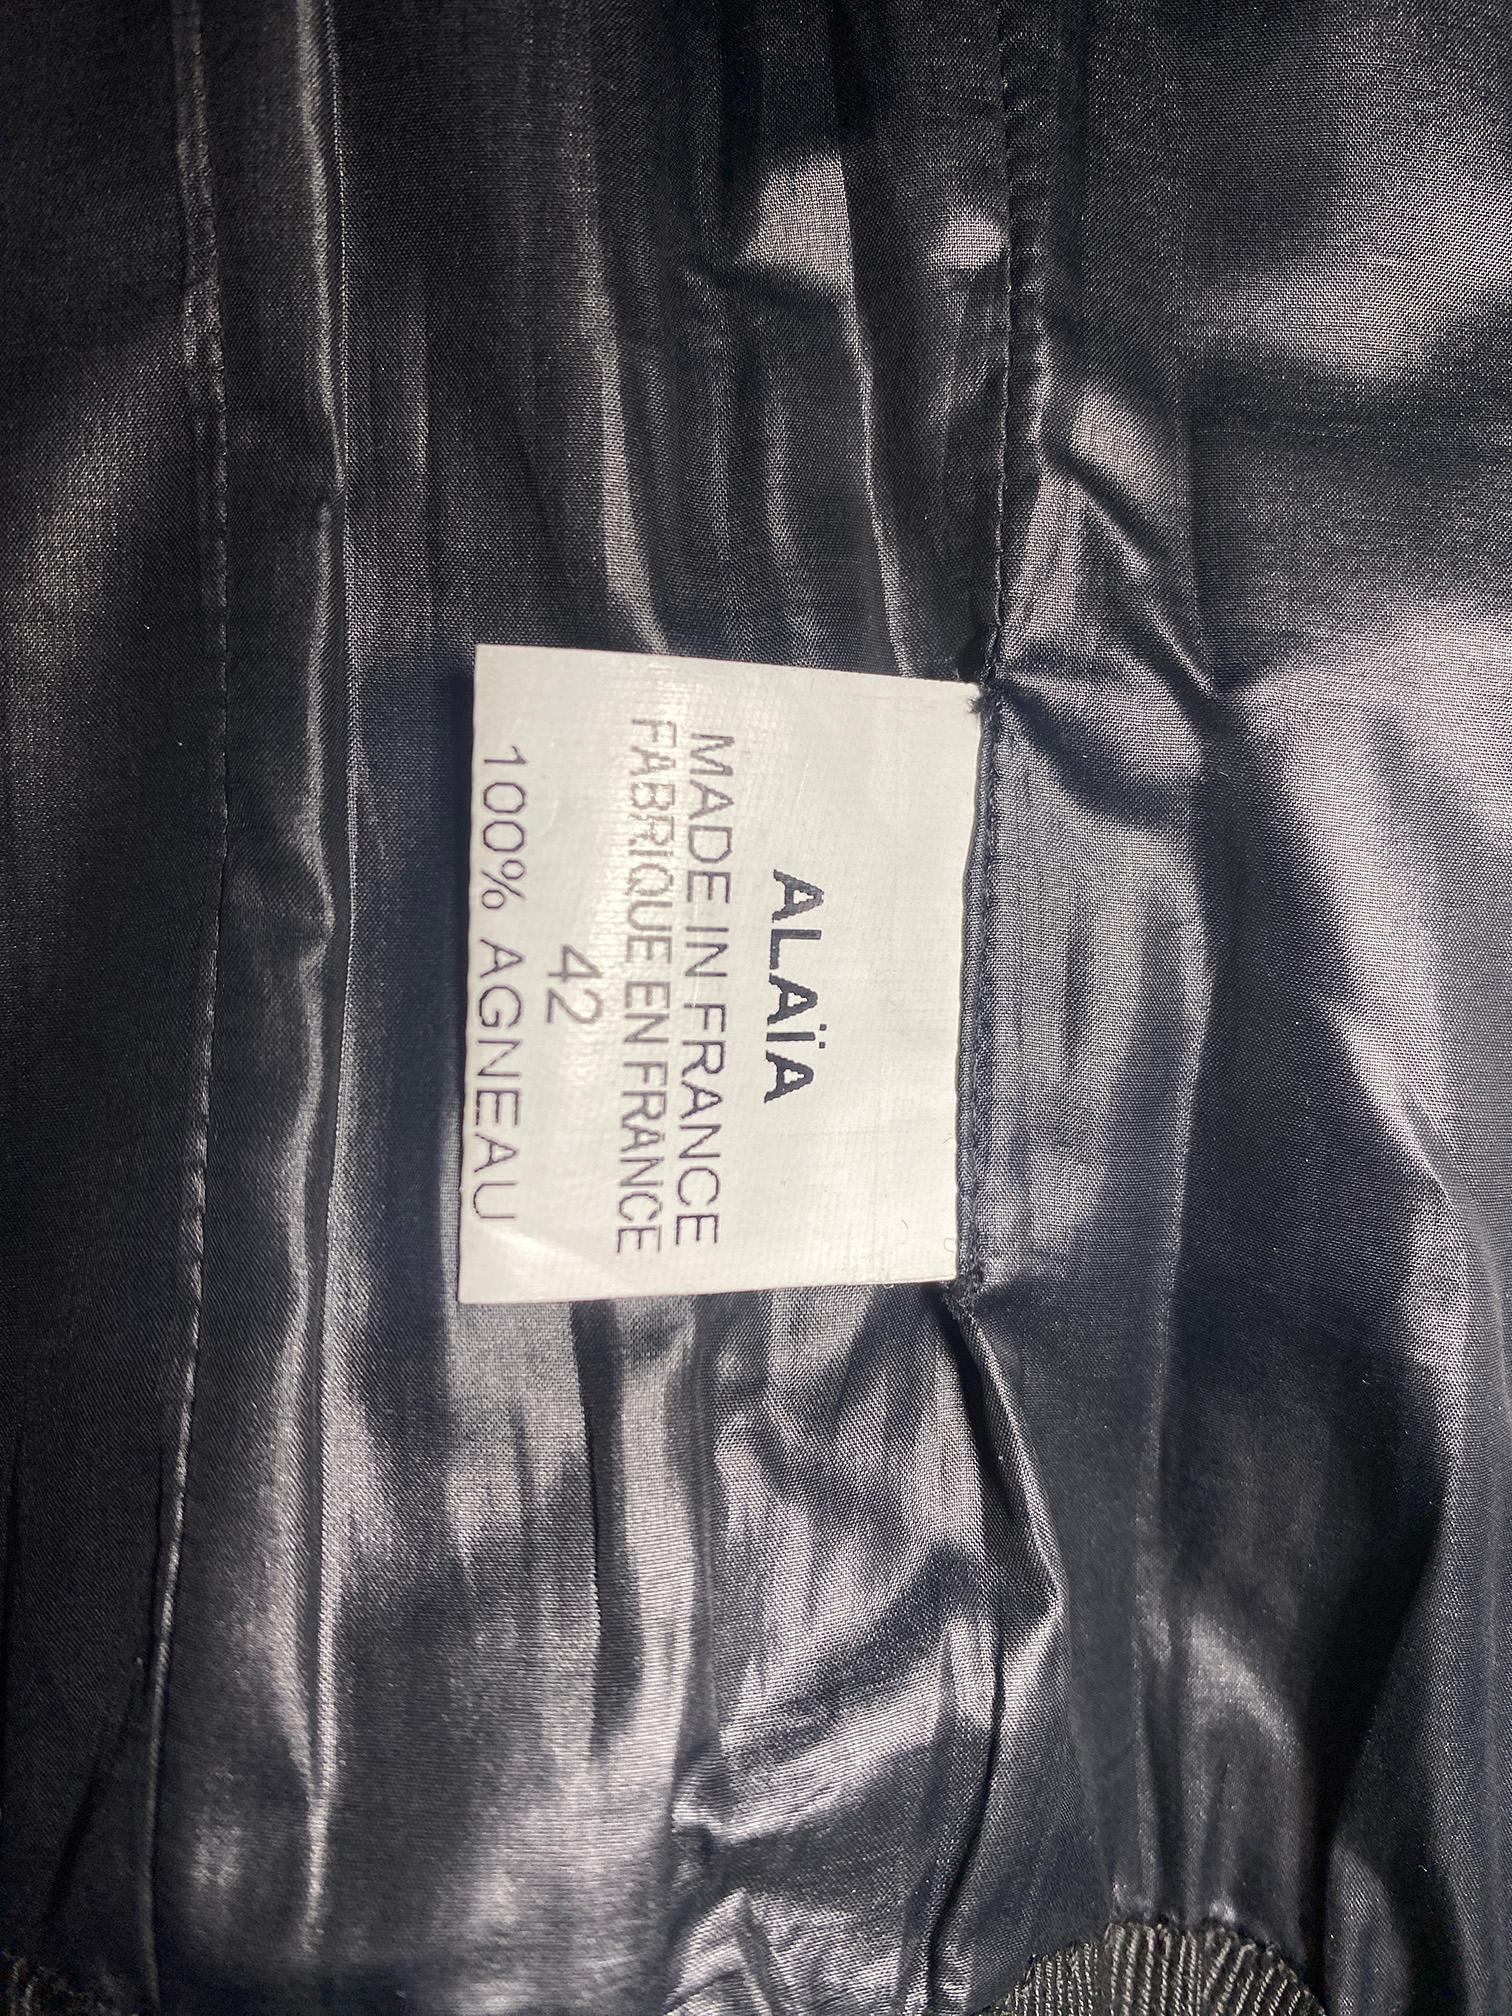 ALAÏA
MADE IN FRANCE
FABRIQUE EN FRANCE
42
100% AGNEAU